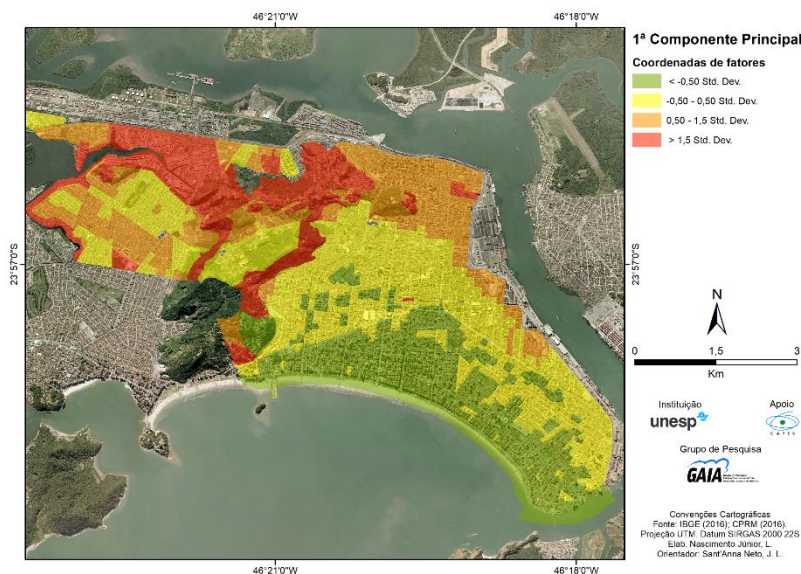 46°21'0"W
46°18'0"W
1ª Componente Principal
Coordenadas de fatores
< -0,50 Std. Dev.
-0,50 - 0,50 Std. Dev.
0,50 - 1,5 Std. Dev.
> 1,5 Std. Dev.
23°57'0"S
23°57'0"S
N
0
1,5
3
Km
Instituição
Apoio
unesp
CAPES
Grupo de Pesquisa
GAIA
Convenções Cartográficas
Fonte: IBGE (2016); CPRM (2016).
Projeção UTM. Datum SIRGAS 2000 22S
Elab. Nascimento Júnior, L.
Orientador: Sant'Anna Neto, J. L.
46°21'0"W
46°18'0"W